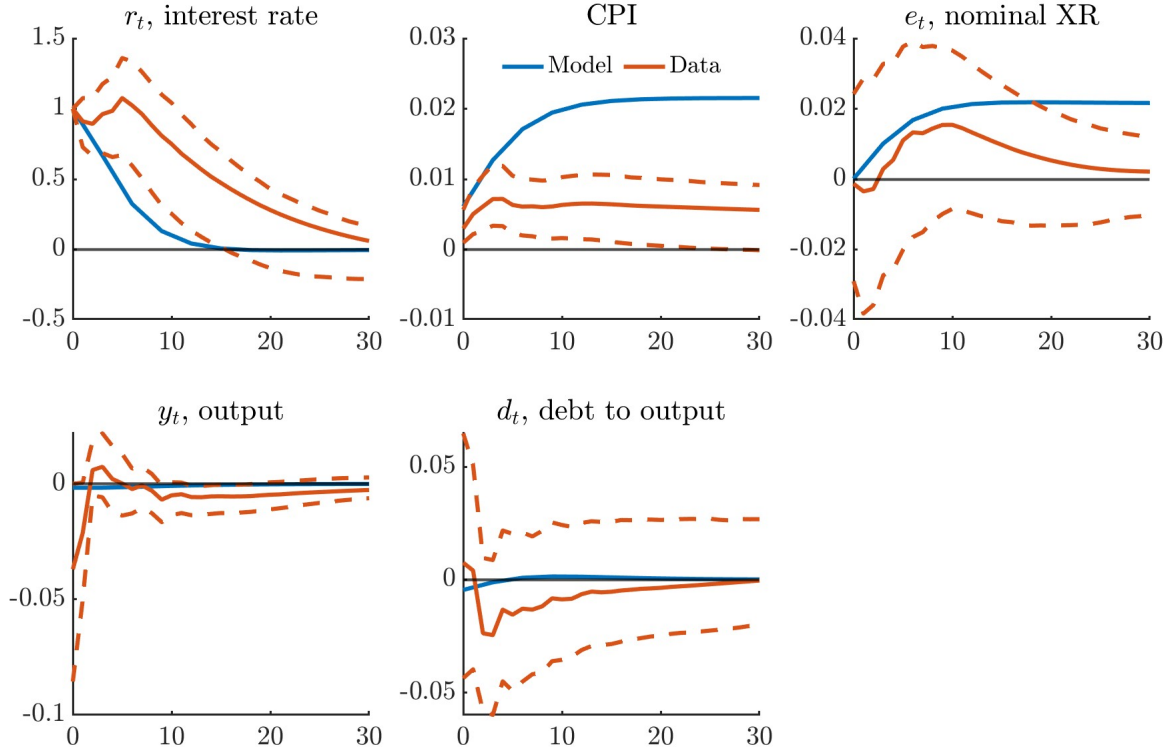 r_t, interest rate
1.5
1
0.5
0
-0.5
0 10 20 30
CPI
0.03
0.02
0.01
0
-0.01
0 10 20 30
Model Data
e_t, nominal XR
0.04
0.02
0
-0.02
-0.04
0 10 20 30
y_t, output
0
-0.05
-0.1
0 10 20 30
d_t, debt to output
0.05
0
-0.05
0 10 20 30